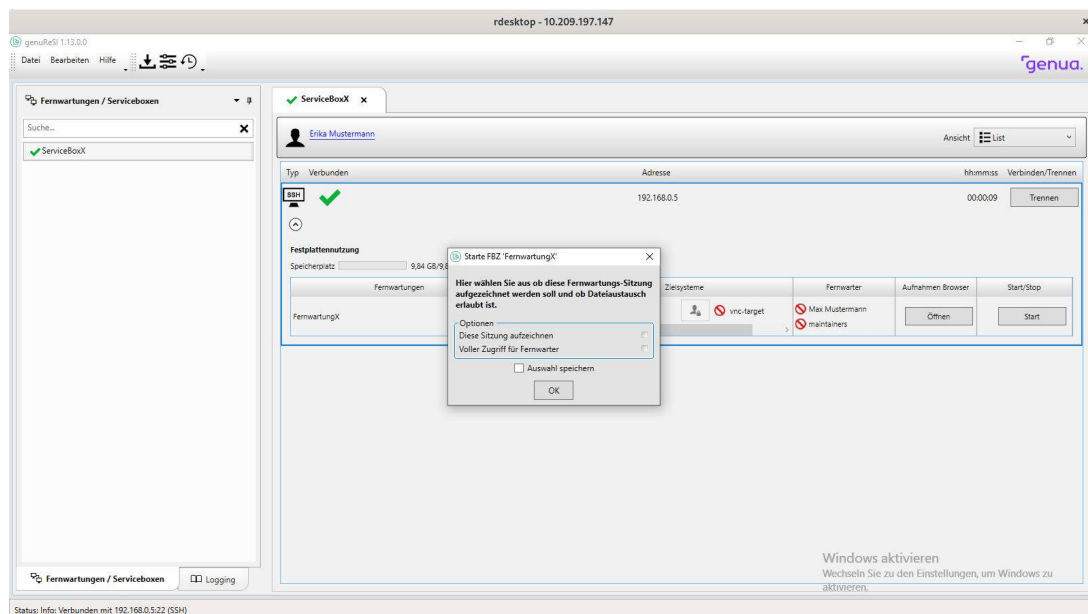 rdesktop - 10.209.197.147
genuReSI 1.13.0.0
Datei Bearbeiten Hilfe
genua.
Fernwartungen / Serviceboxen
Suche...
ServiceBoxX
ServiceBoxX
Erika Mustermann
Ansicht List
Typ Verbunden Adresse hh:mm:ss Verbinden/Trennen
SSH 192.168.0.5 00:00:09 Trennen
Festplattennutzung
Speicherplatz 9,84 GB/9,8
Fernwartungen Zielsysteme Fernwarter Aufnahmen Browser Start/Stop
FernwartungX vnc-target Max Mustermann maintainers Öffnen Start
Starte FBZ 'FernwartungX'
Hier wählen Sie aus ob diese Fernwartungs-Sitzung
aufgezeichnet werden soll und ob Dateiaustausch
erlaubt ist.
Optionen
Diese Sitzung aufzeichnen
Voller Zugriff für Fernwarter
Auswahl speichern
OK
Windows aktivieren
Wechseln Sie zu den Einstellungen, um Windows zu
aktivieren.
Fernwartungen / Serviceboxen Logging
Status: Info: Verbunden mit 192.168.0.5:22 (SSH)